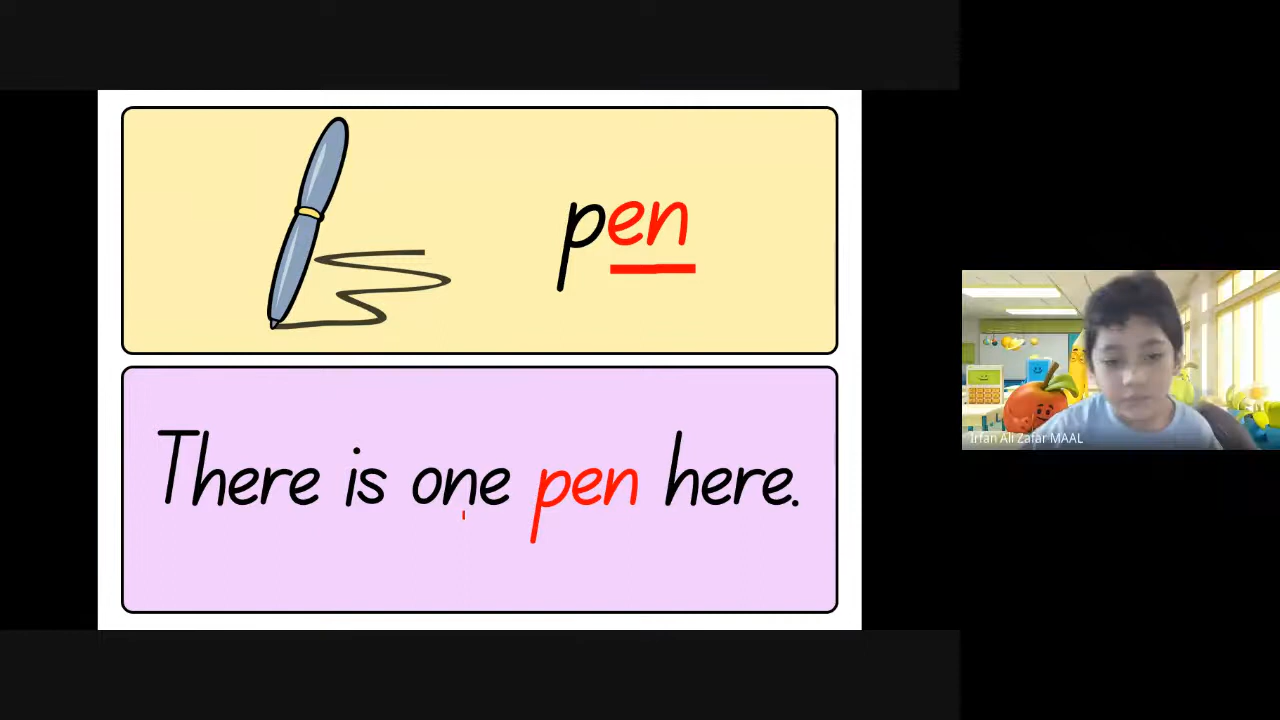 pen
There is one pen here.
Irfan Ali Zafar MAAL